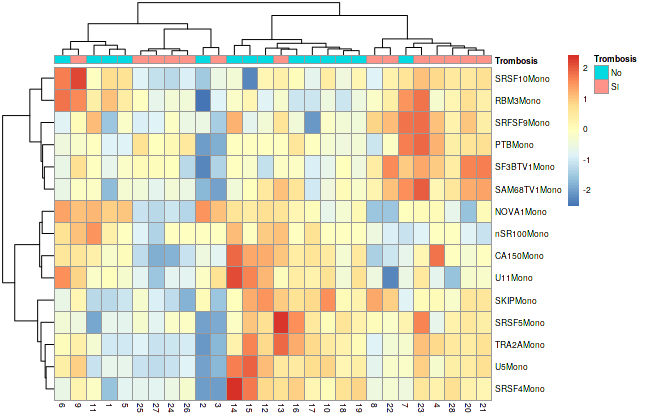 Trombosis
SRSF10Mono
RBM3Mono
SRFSF9Mono
PTBMono
SF3BTV1Mono
SAM68TV1Mono
NOVA1Mono
nSR100Mono
CA150Mono
U11Mono
SKIPMono
SRSF5Mono
TRA2AMono
U5Mono
SRSF4Mono
6 9 11 1 5 25 27 24 26 2 3 14 15 12 13 16 17 10 18 19 8 22 7 23 4 28 20 21
2
1
0
-1
-2
Trombosis
No
SI